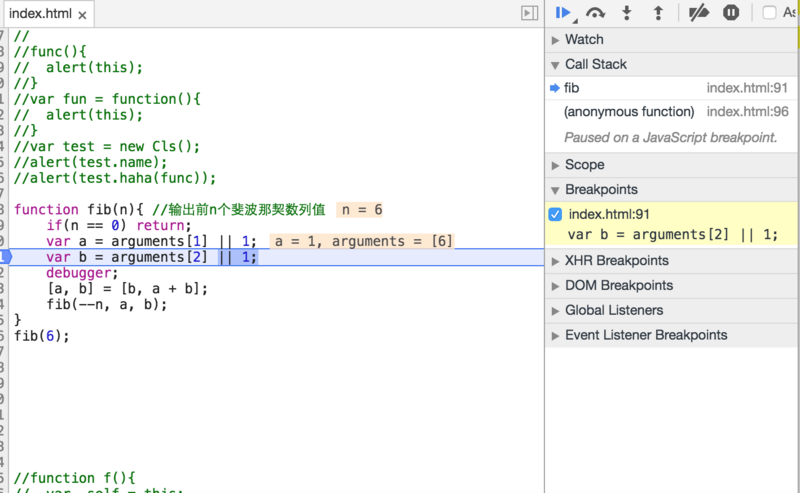 index.html ×
//
//func(){
//  alert(this);
//}
//var fun = function(){
//  alert(this);
//}
//var test = new Cls();
//alert(test.name);
//alert(test.haha(func));
function fib(n){ //输出前n个斐波那契数列值  n = 6
    if(n == 0) return;
    var a = arguments[1] || 1;  a = 1, arguments = [6]
    var b = arguments[2] || 1;
    debugger;
    [a, b] = [b, a + b];
    fib(--n, a, b);
}
fib(6);
//function f(){
Watch
Call Stack
fib index.html:91
(anonymous function) index.html:96
Paused on a JavaScript breakpoint.
Scope
Breakpoints
index.html:91
var b = arguments[2] || 1;
XHR Breakpoints
DOM Breakpoints
Global Listeners
Event Listener Breakpoints